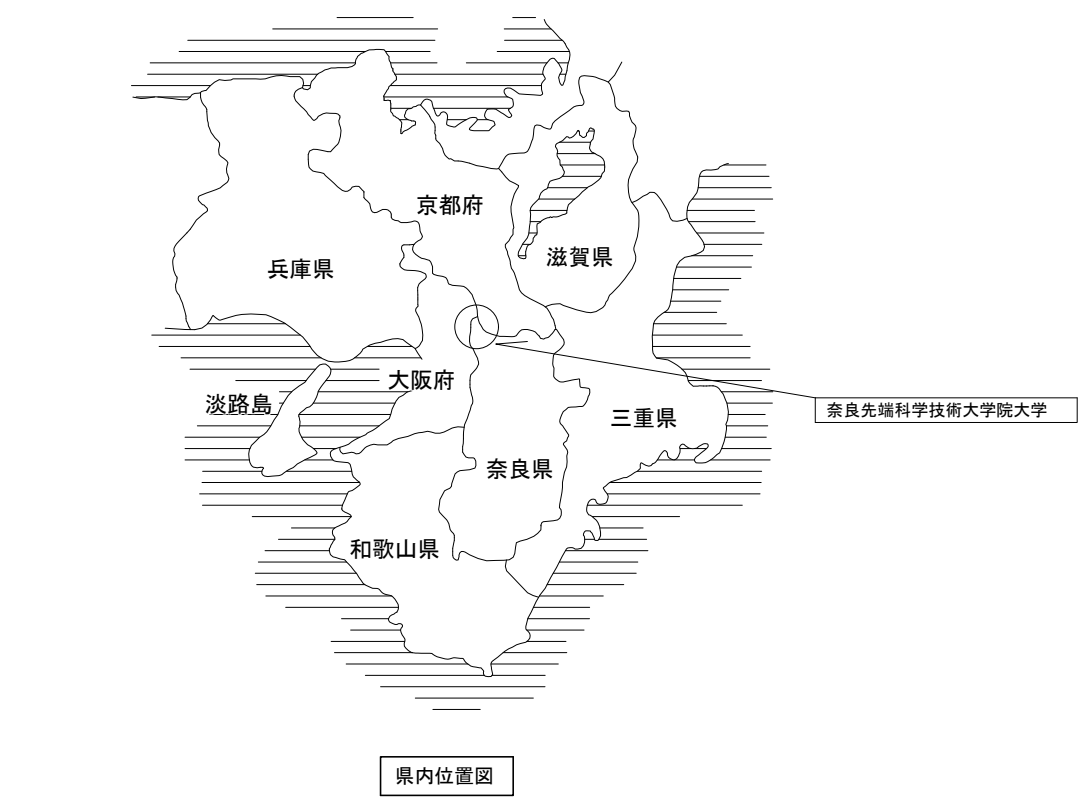 京都府
滋賀県
兵庫県
大阪府
淡路島
奈良先端科学技術大学院大学
三重県
奈良県
和歌山県
県内位置図